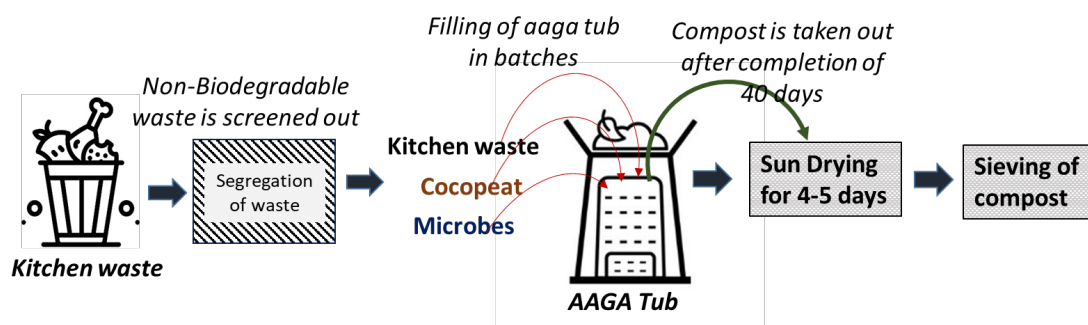 Non-Biodegradable
waste is screened out
Kitchen waste
Segregation
of waste
Filling of aaga tub
in batches
Kitchen waste
Cocopeat
Microbes
AAGA Tub
Compost is taken out
after completion of
40 days
Sun Drying
for 4-5 days
Sieving of
compost